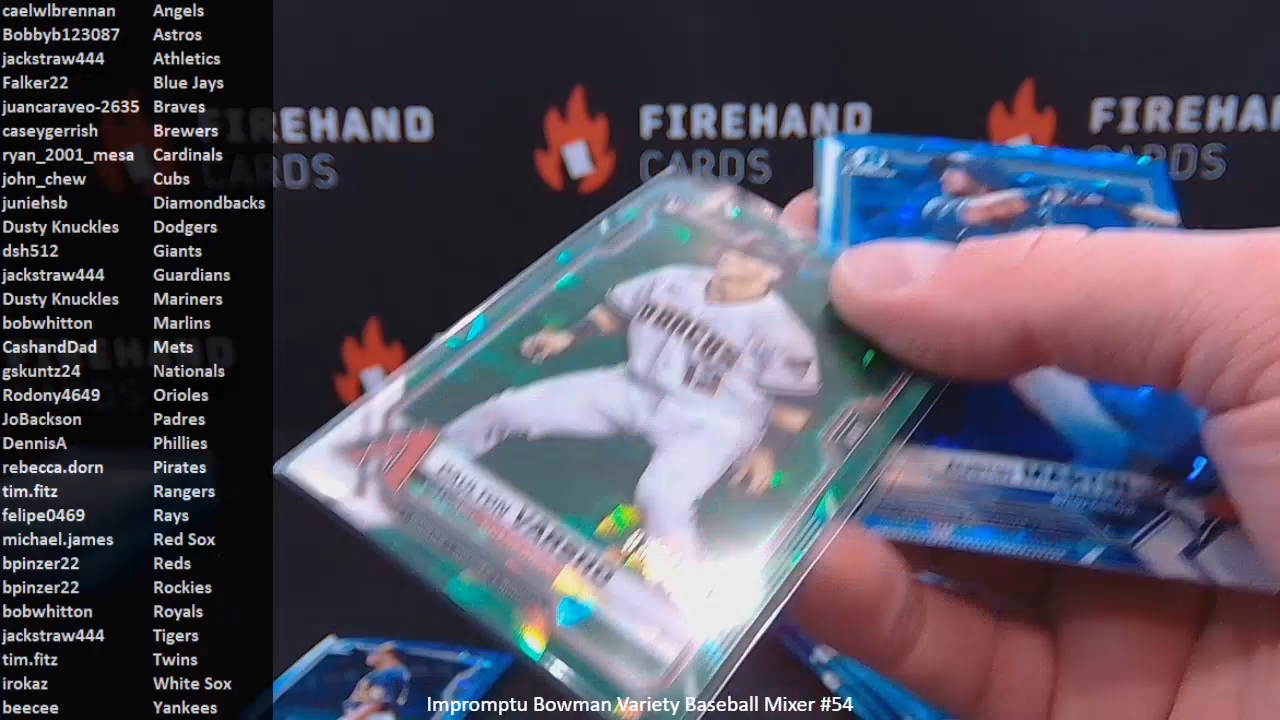 caelwlbrennan Angels
Bobbyb123087 Astros
jackstraw444 Athletics
Falker22 Blue Jays
juancaraveo-2635 Braves
caseygerrish Brewers
ryan_2001_mesa Cardinals
john_chew Cubs
juniehsb Diamondbacks
Dusty Knuckles Dodgers
dsh512 Giants
jackstraw444 Guardians
Dusty Knuckles Mariners
bobwhitton Marlins
CashandDad Mets
gskuntz24 Nationals
Rodony4649 Orioles
JoBackson Padres
DennisA Phillies
rebecca.dorn Pirates
tim.fitz Rangers
felipe0469 Rays
michael.james Red Sox
bpinzer22 Reds
bpinzer22 Rockies
bobwhitton Royals
jackstraw444 Tigers
tim.fitz Twins
irokaz White Sox
beecee Yankees
FIREHAND
CARDS
FIREHAND
CARDS
FIREHAND
CARDS
DAULTON VARSHO
Impromptu Bowman Variety Baseball Mixer #54